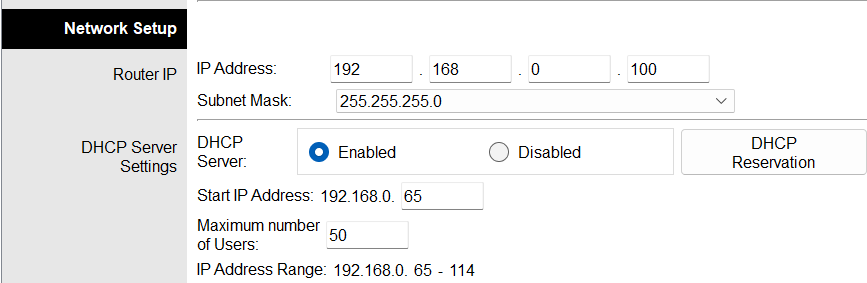 Network Setup
Router IP
IP Address: 192 . 168 . 0 . 100
Subnet Mask: 255.255.255.0
DHCP Server
Settings
DHCP
Server:
Enabled
Disabled
DHCP
Reservation
Start IP Address: 192.168.0. 65
Maximum number
of Users:
50
IP Address Range: 192.168.0. 65 - 114